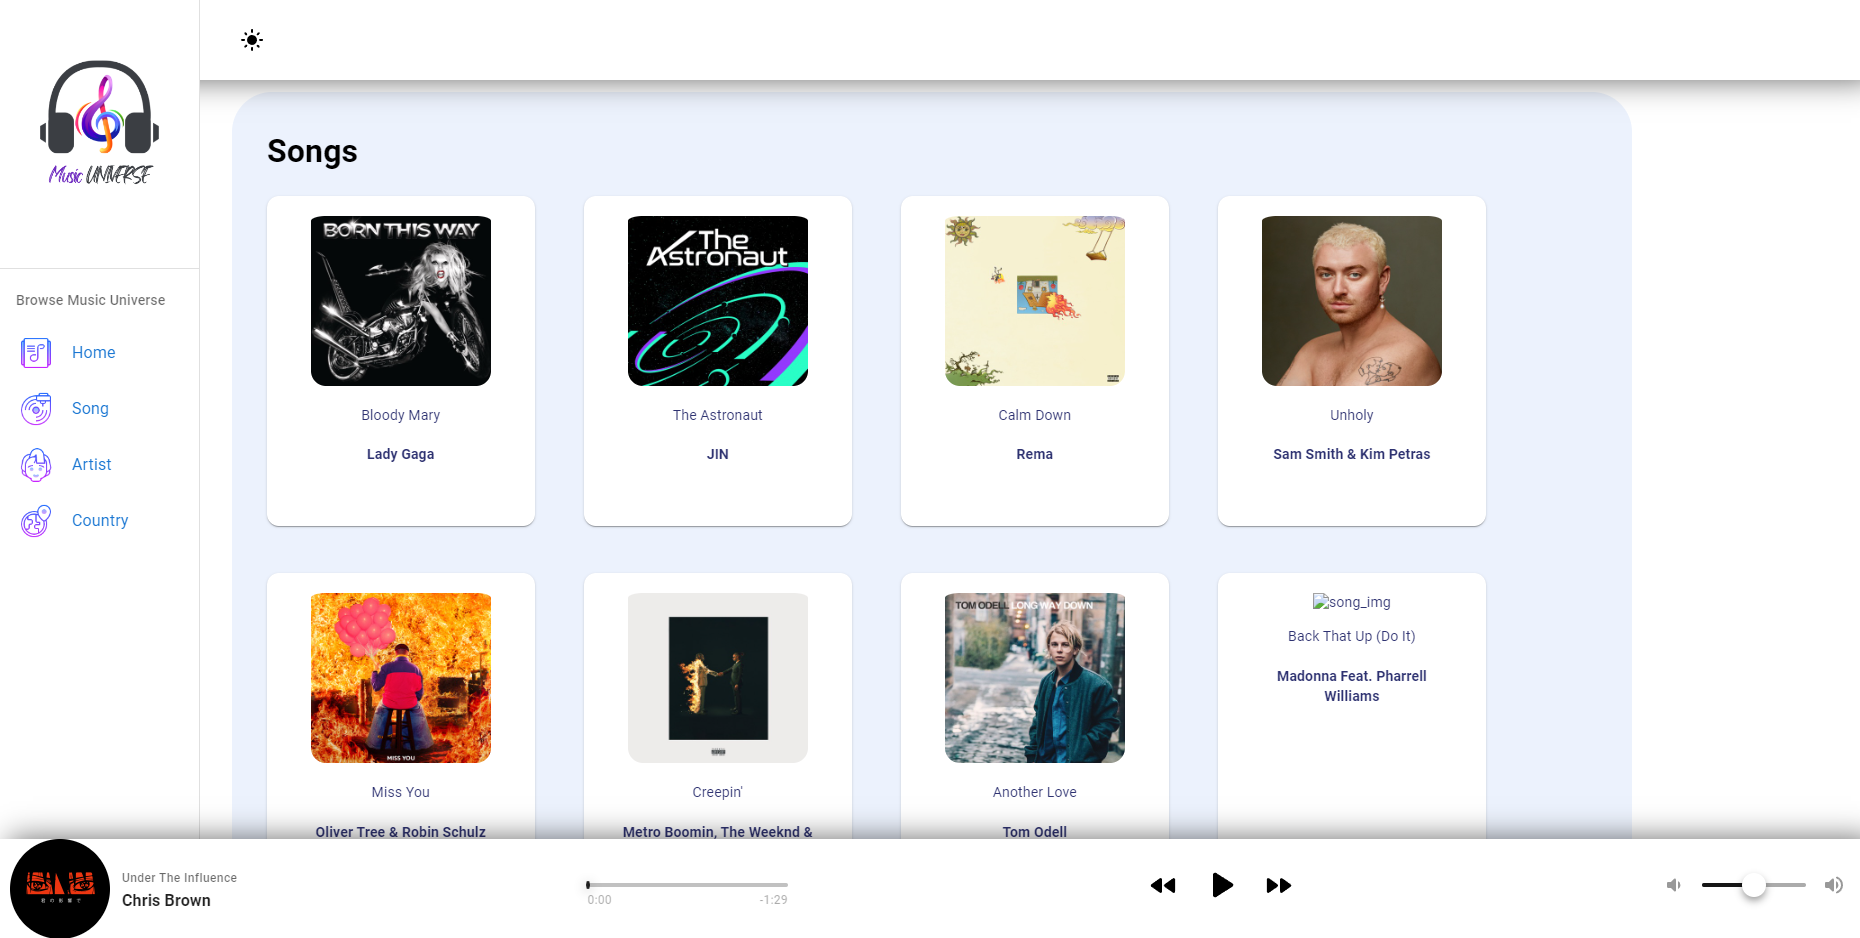 Music UNIVERSE
Browse Music Universe
Home
Song
Artist
Country
Songs
BORN THIS WAY
Bloody Mary
Lady Gaga
The
Astronaut
The Astronaut
JIN
Calm Down
Rema
Unholy
Sam Smith & Kim Petras
MISS YOU
Miss You
Oliver Tree & Robin Schulz
Creepin'
Metro Boomin, The Weeknd &
TOM ODELL LONG WAY DOWN
Another Love
Tom Odell
song_img
Back That Up (Do It)
Madonna Feat. Pharrell
Williams
Under The Influence
Chris Brown
0:00
-1:29